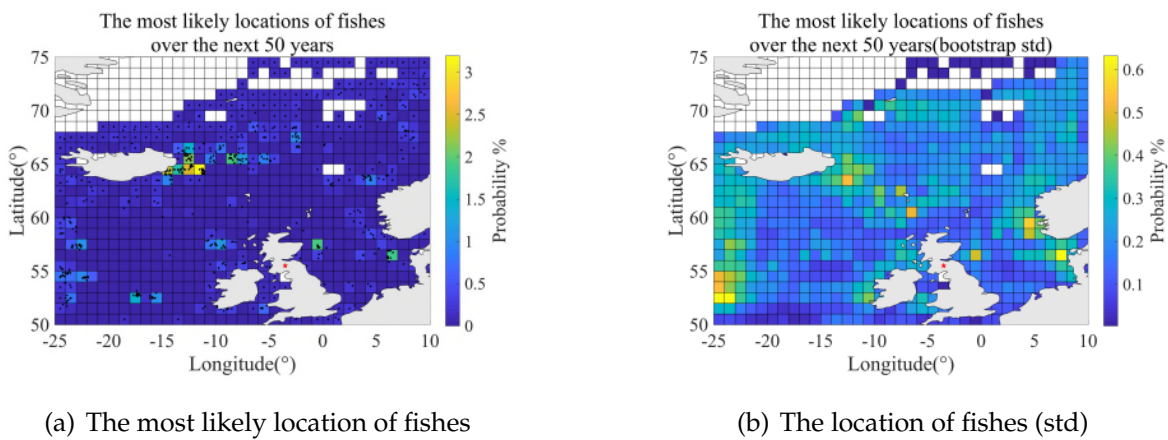 The most likely locations of fishes
over the next 50 years
75
70
65
60
55
50
Latitude(°)
-25 -20 -15 -10 -5 0 5 10
Longitude(°)
3
2.5
2
1.5
1
0.5
0
Probability %
(a) The most likely location of fishes
The most likely locations of fishes
over the next 50 years(bootstrap std)
75
70
65
60
55
50
Latitude(°)
-25 -20 -15 -10 -5 0 5 10
Longitude(°)
0.6
0.5
0.4
0.3
0.2
0.1
Probability %
(b) The location of fishes (std)